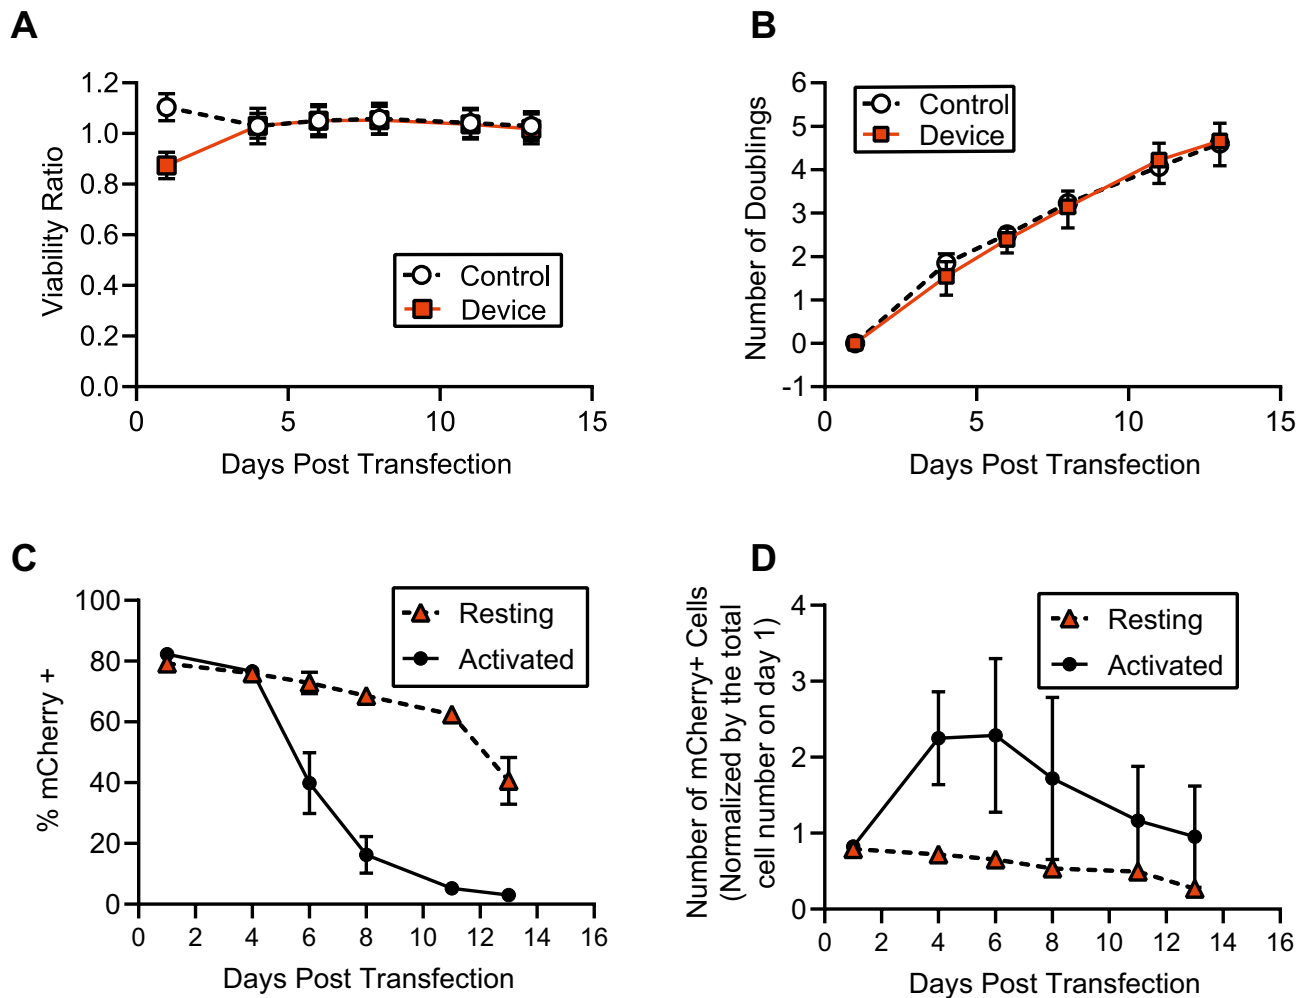 A
1.2
1.0
0.8
0.6
0.4
0.2
0.0
Viability Ratio
Control
Device
0
5
10
15
Days Post Transfection
B
6
5
4
3
2
1
0
-1
Number of Doublings
Control
Device
0
5
10
15
Days Post Transfection
C
100
80
60
40
20
0
% mCherry +
Resting
Activated
0
2
4
6
8
10
12
14
16
Days Post Transfection
D
4
3
2
1
0
Number of mCherry+ Cells
(Normalized by the total
cell number on day 1)
Resting
Activated
0
2
4
6
8
10
12
14
16
Days Post Transfection